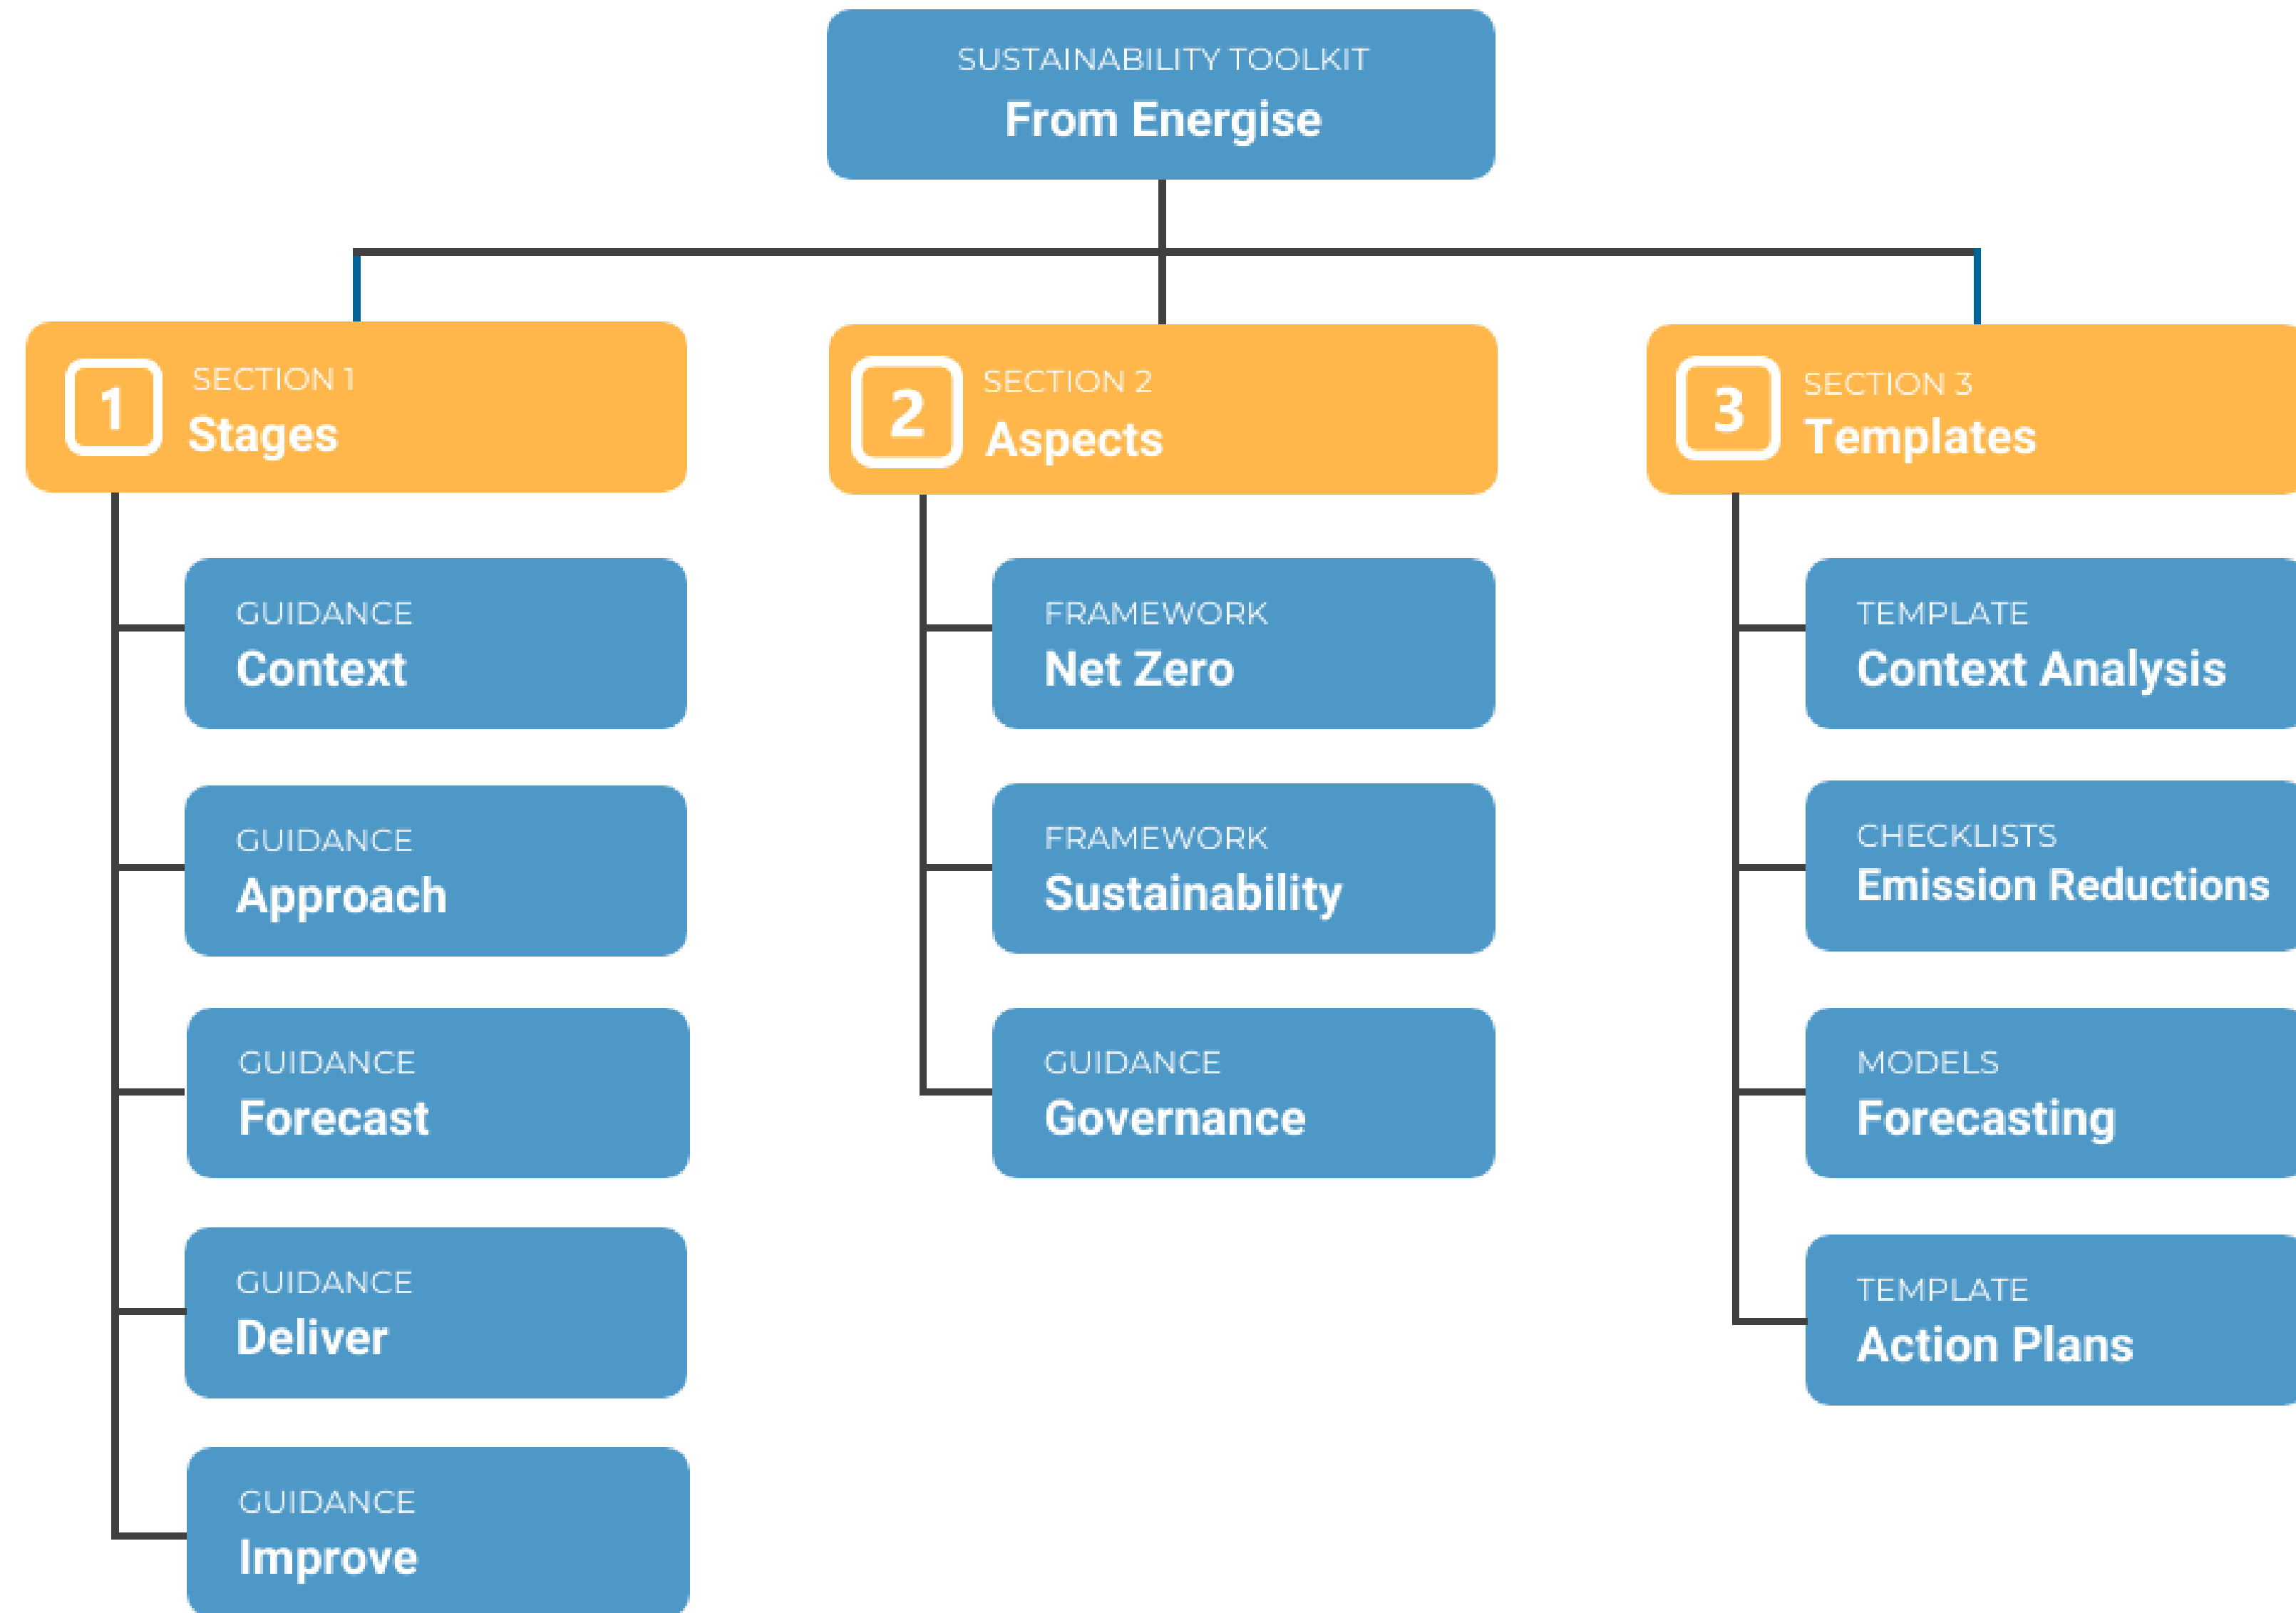 SUSTAINABILITY TOOLKIT
From Energise
1
SECTION 1
Stages
GUIDANCE
Context
GUIDANCE
Approach
GUIDANCE
Forecast
GUIDANCE
Deliver
GUIDANCE
Improve
2
SECTION 2
Aspects
FRAMEWORK
Net Zero
FRAMEWORK
Sustainability
GUIDANCE
Governance
3
SECTION 3
Templates
TEMPLATE
Context Analysis
CHECKLISTS
Emission Reductions
MODELS
Forecasting
TEMPLATE
Action Plans